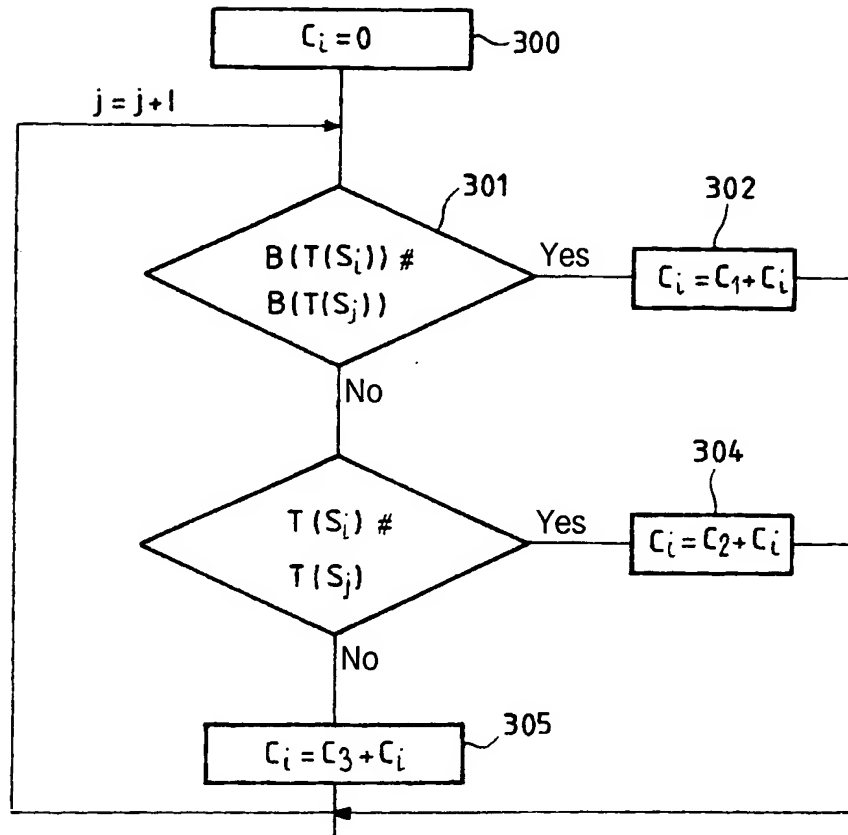 C_i = 0
300
j = j+1
301
B(T(S_i)) #
B(T(S_j))
Yes
302
C_i = C_1 + C_i
No
T(S_i) #
T(S_j)
Yes
304
C_i = C_2 + C_i
No
C_i = C_3 + C_i
305